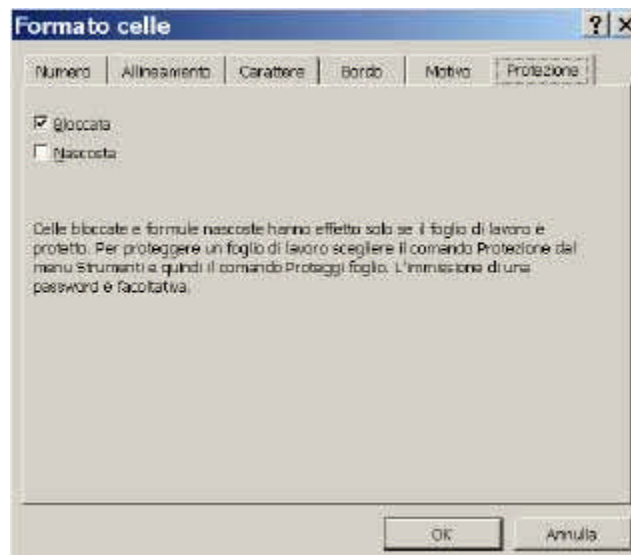 Formato celle
Numero Allineamento Carattere Bordo Motivo Protezione
Bloccata
Nascosta
Celle bloccate e formule nascoste hanno effetto solo se il foglio di lavoro è
protetto. Per proteggere un foglio di lavoro scegliere il comando Protezione dal
menu Strumenti e quindi il comando Proteggi foglio. L'immissione di una
password è facoltativa.
OK Annulla